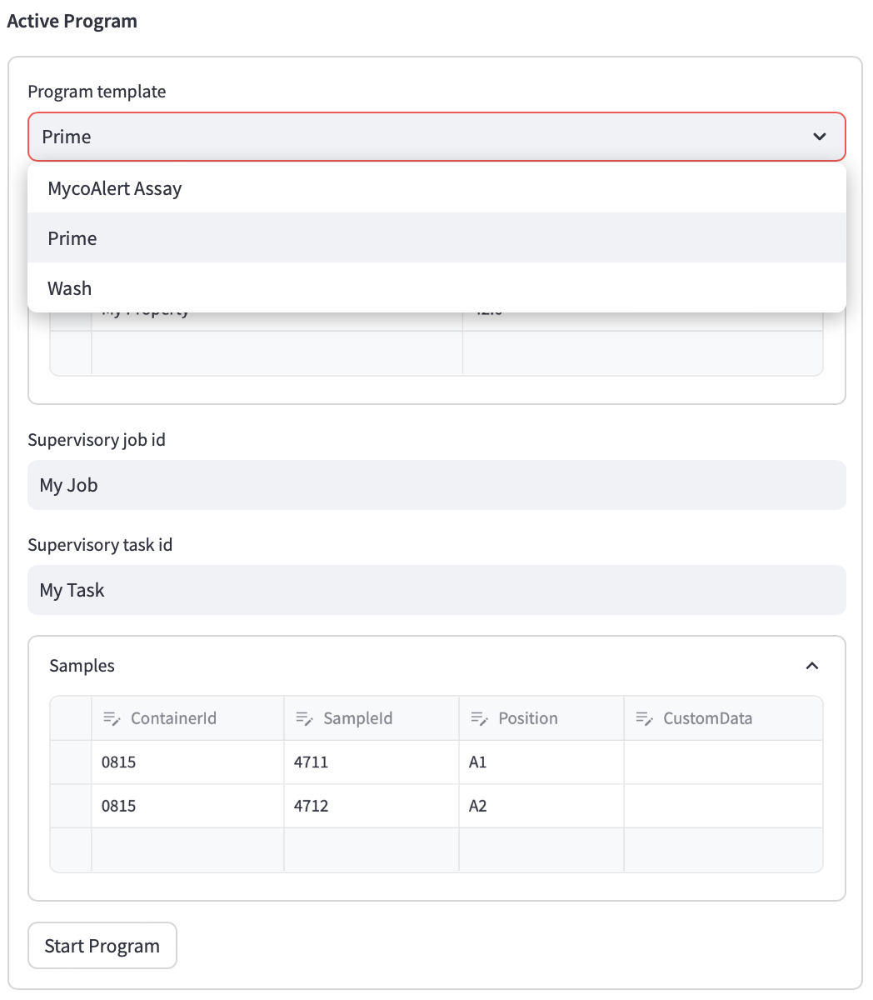 Active Program
Program template
Prime
MycoAlert Assay
Prime
Wash
My Property
Supervisory job id
My Job
Supervisory task id
My Task
Samples
ContainerId SampleId Position CustomData
0815 4711 A1
0815 4712 A2
Start Program